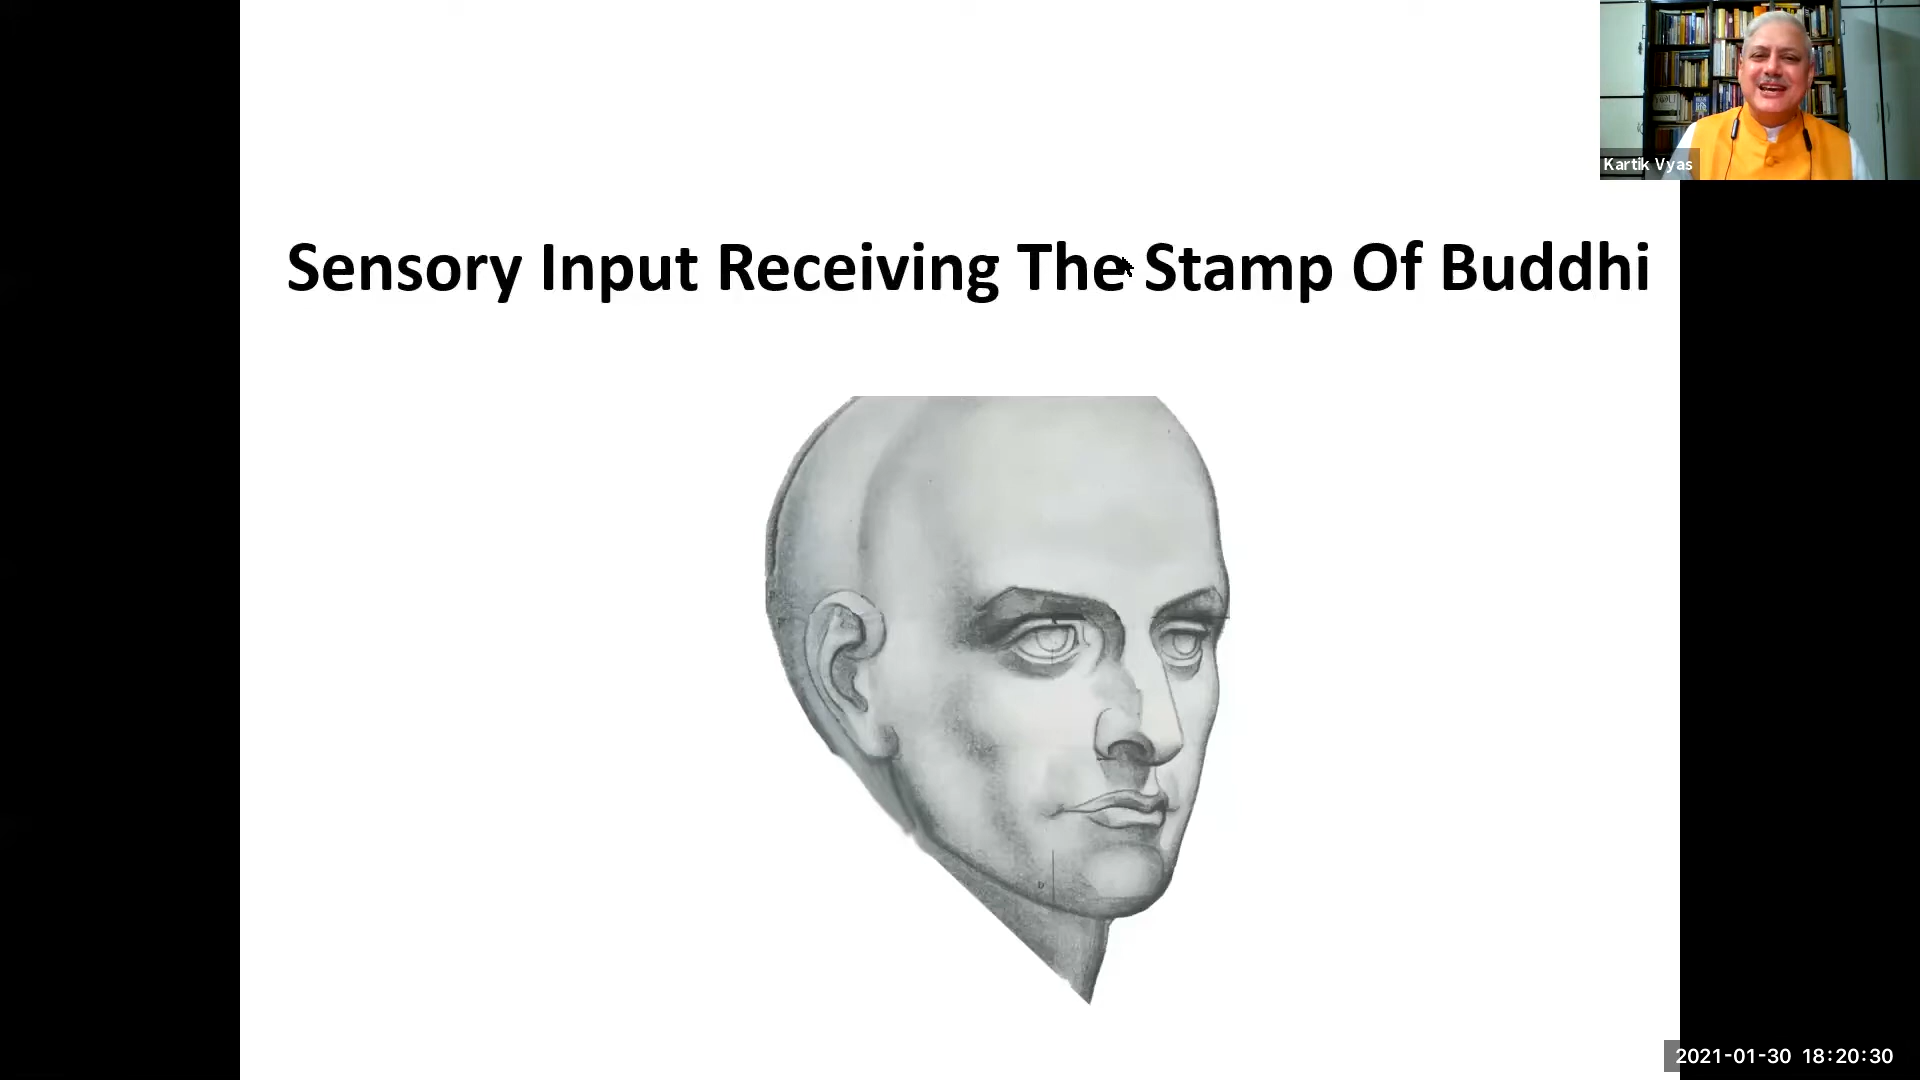 Kartik Vyas
Sensory Input Receiving The Stamp Of Buddhi
D
2021-01-30 18:20:30